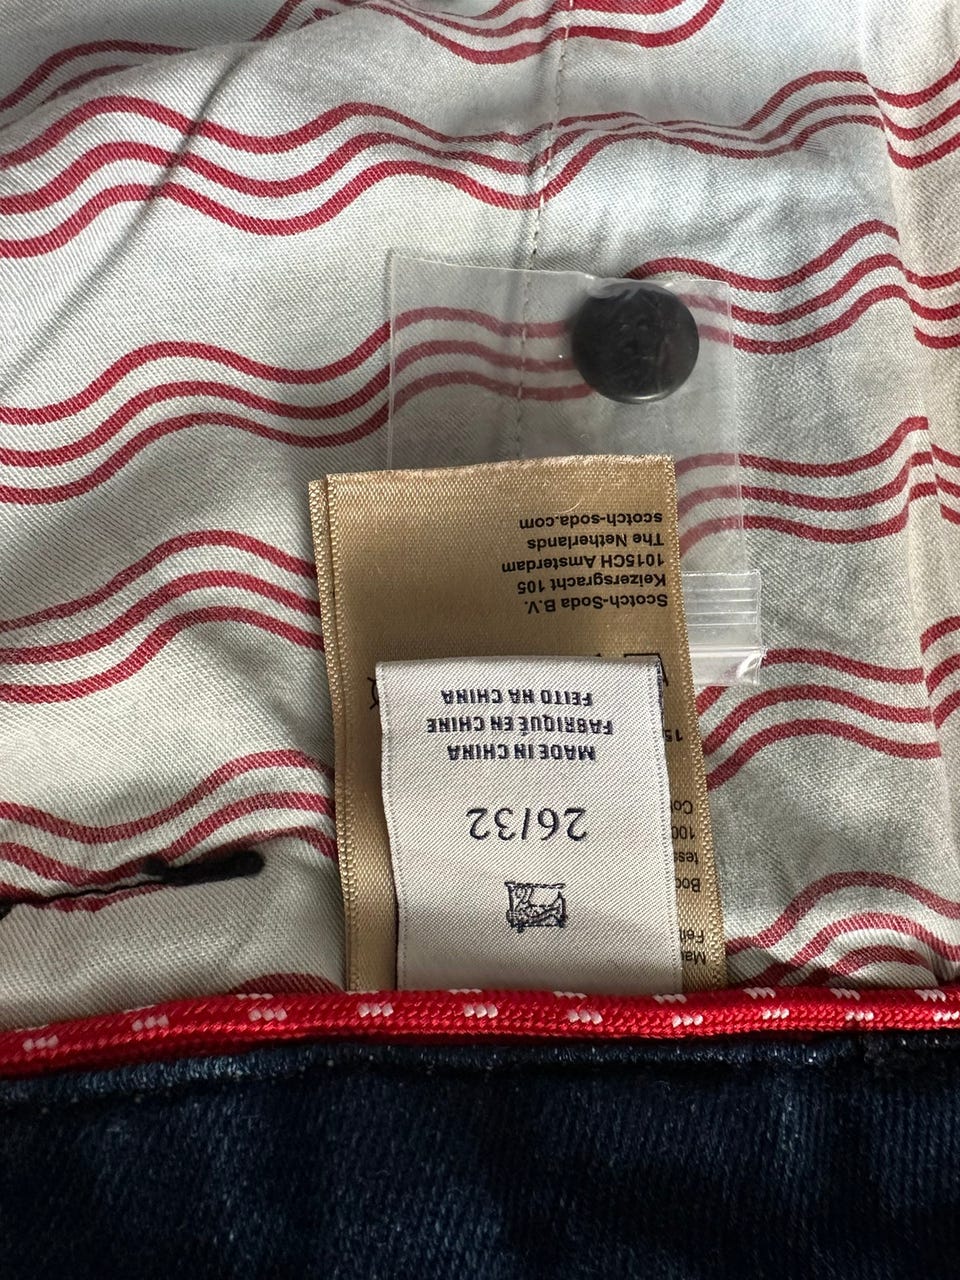 26/32
MADE IN CHINA
FABRIQUÉ EN CHINE
FEITO NA CHINA
100
Scotch-Soda B.V.
Keizersgracht 105
1015CH Amsterdam
The Netherlands
scotch-soda.com